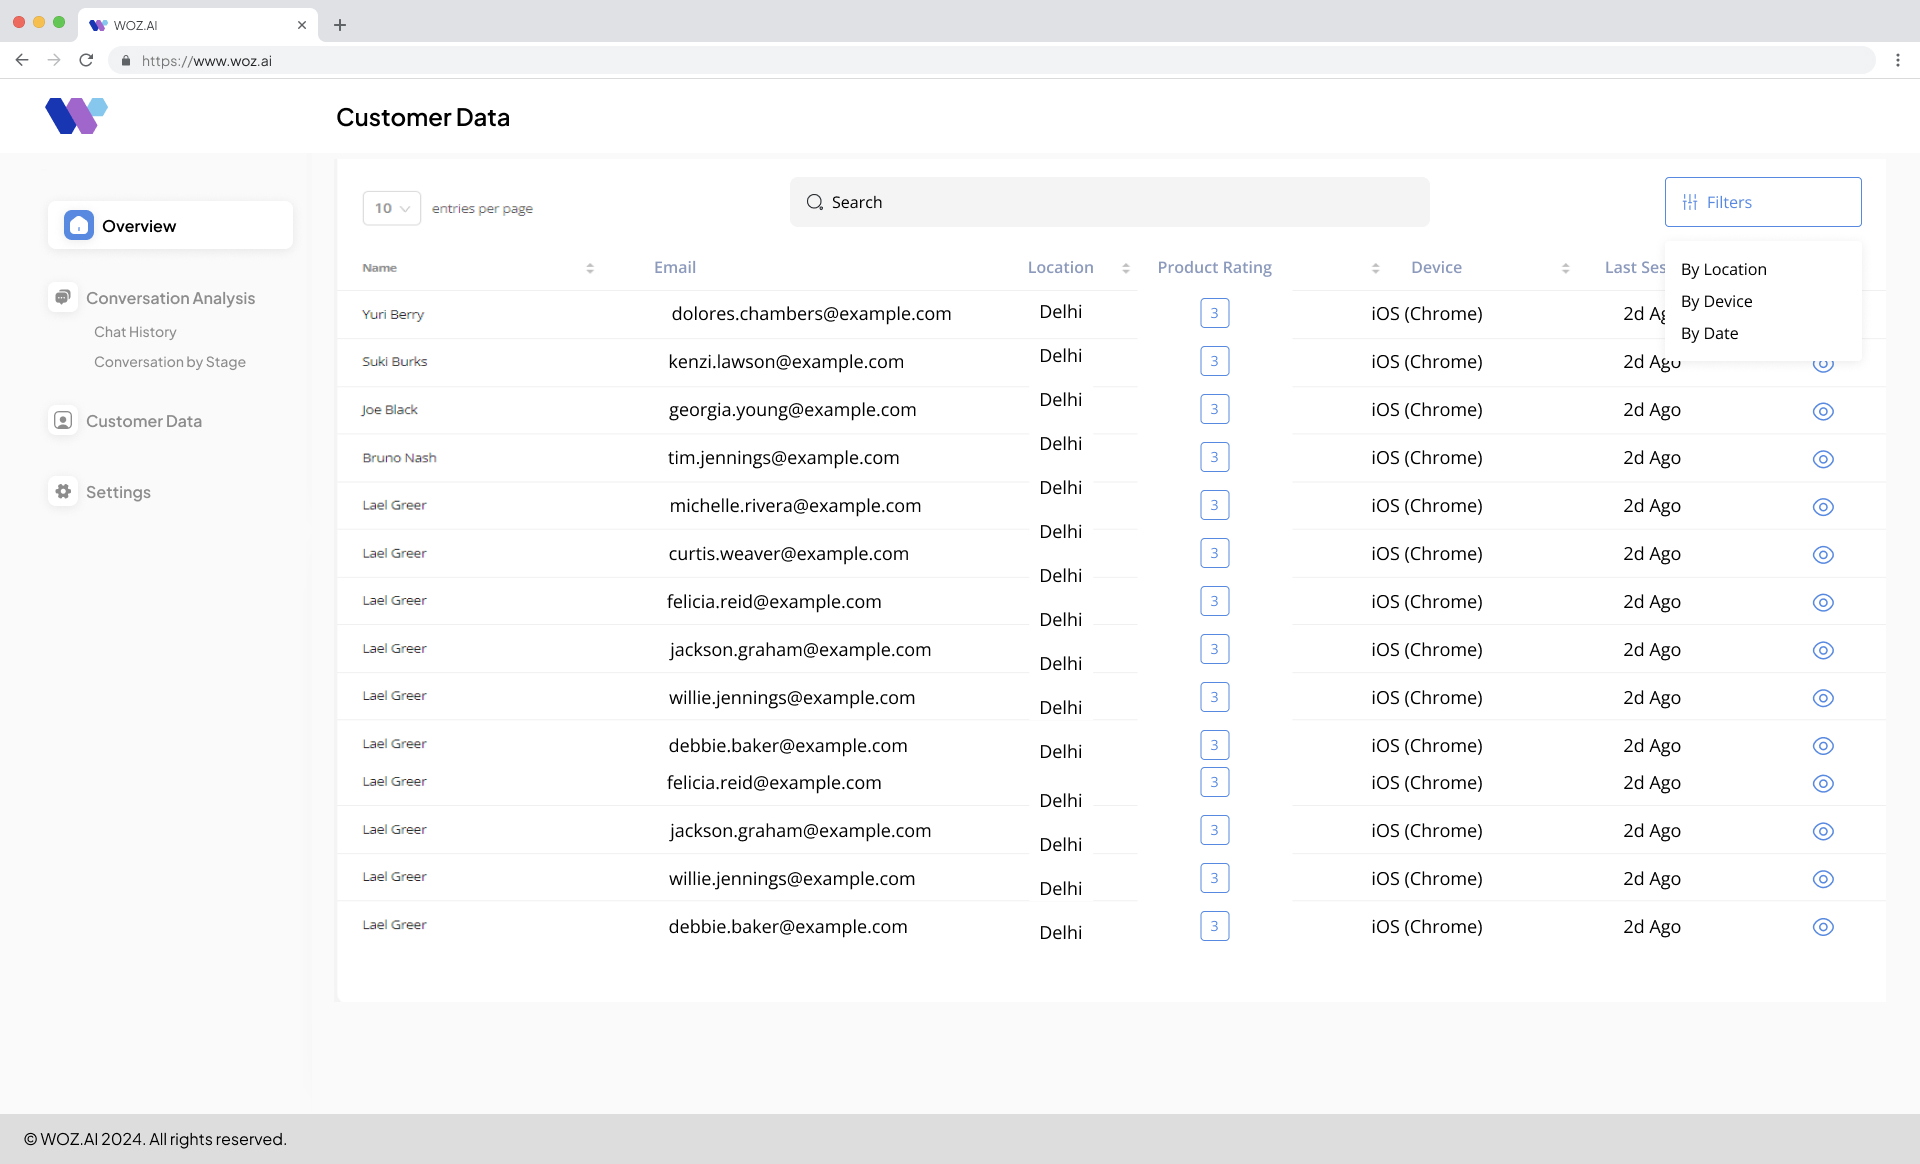 WOZ.AI
https://www.woz.ai
Customer Data
10 entries per page
Search
Filters
By Location
By Device
By Date
Overview
Conversation Analysis
Chat History
Conversation by Stage
Customer Data
Settings
Name Email Location Product Rating Device Last Ses
Yuri Berry dolores.chambers@example.com Delhi 3 iOS (Chrome) 2d Ag
Suki Burks kenzi.lawson@example.com Delhi 3 iOS (Chrome) 2d Ago
Joe Black georgia.young@example.com Delhi 3 iOS (Chrome) 2d Ago
Bruno Nash tim.jennings@example.com Delhi 3 iOS (Chrome) 2d Ago
Lael Greer michelle.rivera@example.com Delhi 3 iOS (Chrome) 2d Ago
Lael Greer curtis.weaver@example.com Delhi 3 iOS (Chrome) 2d Ago
Lael Greer felicia.reid@example.com Delhi 3 iOS (Chrome) 2d Ago
Lael Greer jackson.graham@example.com Delhi 3 iOS (Chrome) 2d Ago
Lael Greer willie.jennings@example.com Delhi 3 iOS (Chrome) 2d Ago
Lael Greer debbie.baker@example.com Delhi 3 iOS (Chrome) 2d Ago
Lael Greer felicia.reid@example.com Delhi 3 iOS (Chrome) 2d Ago
Lael Greer jackson.graham@example.com Delhi 3 iOS (Chrome) 2d Ago
Lael Greer willie.jennings@example.com Delhi 3 iOS (Chrome) 2d Ago
Lael Greer debbie.baker@example.com Delhi 3 iOS (Chrome) 2d Ago
Delhi
© WOZ.AI 2024. All rights reserved.